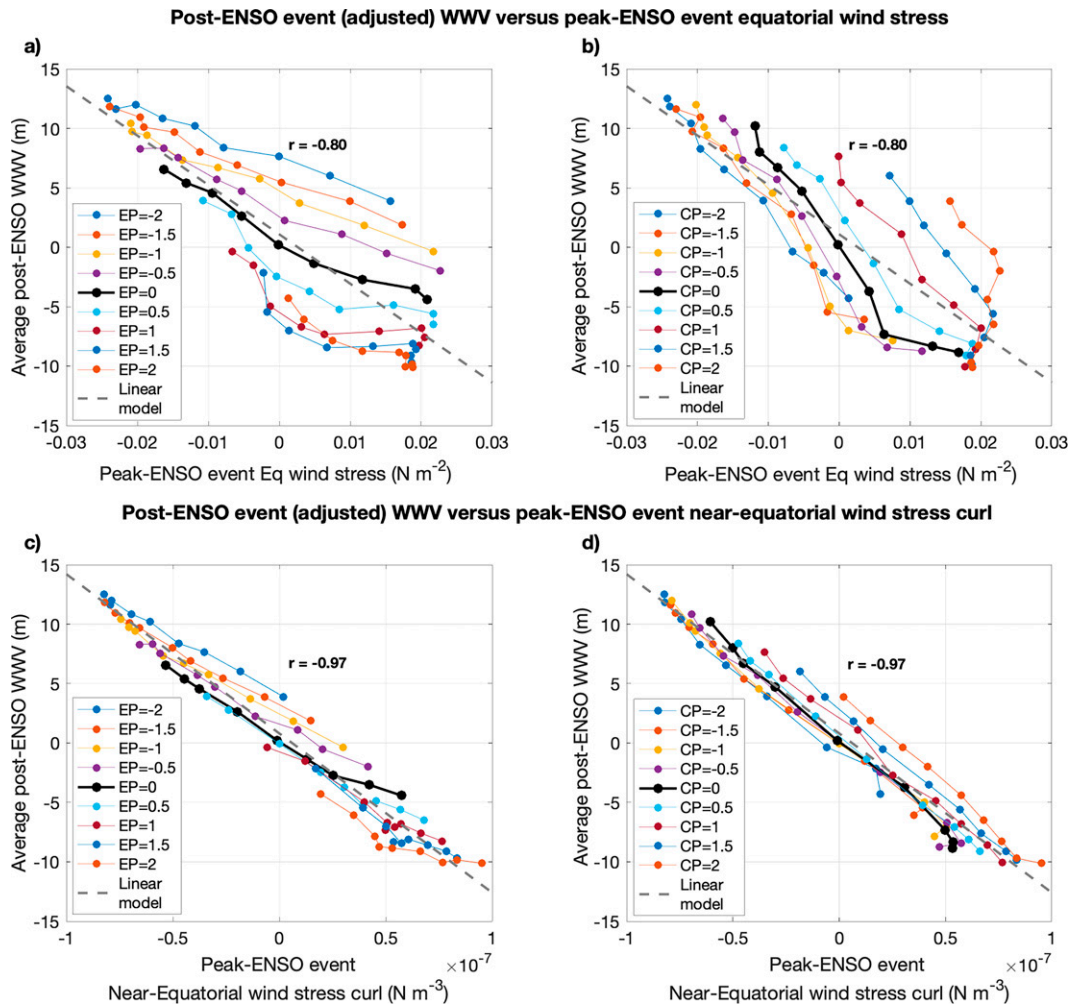 Post-ENSO event (adjusted) WWV versus peak-ENSO event equatorial wind stress
a)
15
10
5
0
-5
-10
-15
Average post-ENSO WWV (m)
r = -0.80
EP=-2
EP=-1.5
EP=-1
EP=-0.5
EP=0
EP=0.5
EP=1
EP=1.5
EP=2
Linear
model
-0.03 -0.02 -0.01 0 0.01 0.02 0.03
Peak-ENSO event Eq wind stress (N m-2)
b)
15
10
5
0
-5
-10
-15
Average post-ENSO WWV (m)
r = -0.80
CP=-2
CP=-1.5
CP=-1
CP=-0.5
CP=0
CP=0.5
CP=1
CP=1.5
CP=2
Linear
model
-0.03 -0.02 -0.01 0 0.01 0.02 0.03
Peak-ENSO event Eq wind stress (N m-2)
Post-ENSO event (adjusted) WWV versus peak-ENSO event near-equatorial wind stress curl
c)
15
10
5
0
-5
-10
-15
Average post-ENSO WWV (m)
r = -0.97
EP=-2
EP=-1.5
EP=-1
EP=-0.5
EP=0
EP=0.5
EP=1
EP=1.5
EP=2
Linear
model
-1 -0.5 0 0.5 1
Peak-ENSO event ×10-7
Near-Equatorial wind stress curl (N m-3)
d)
15
10
5
0
-5
-10
-15
Average post-ENSO WWV (m)
r = -0.97
CP=-2
CP=-1.5
CP=-1
CP=-0.5
CP=0
CP=0.5
CP=1
CP=1.5
CP=2
Linear
model
-1 -0.5 0 0.5 1
Peak-ENSO event ×10-7
Near-Equatorial wind stress curl (N m-3)